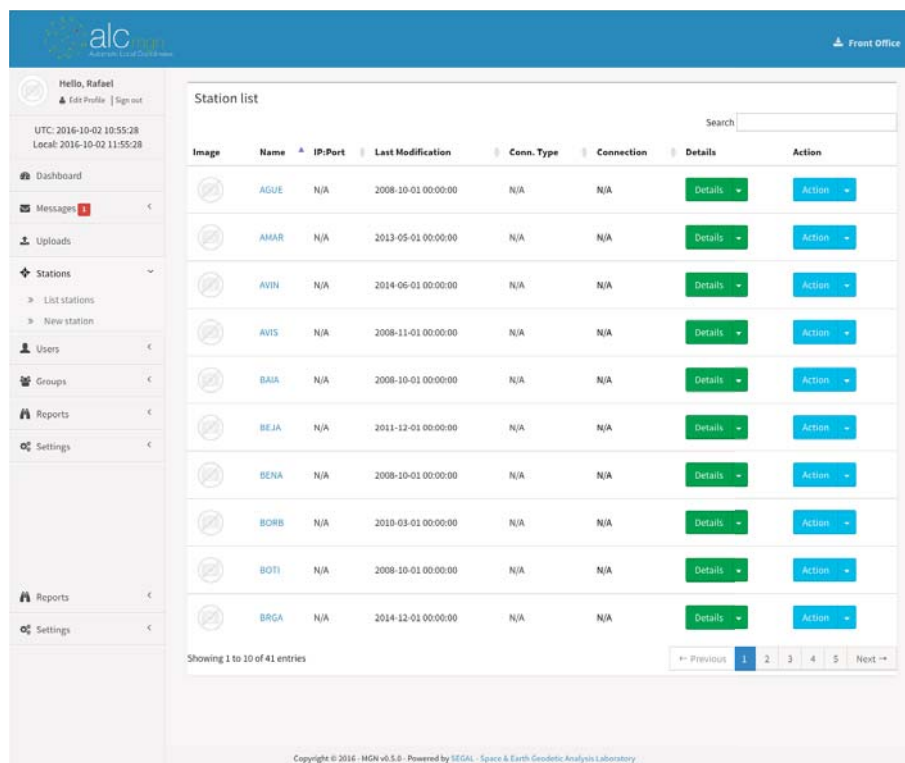 alc mgn
Front Office
Hello, Rafael
Edit Profile | Sign out
UTC: 2016-10-02 10:55:28
Local: 2016-10-02 11:55:28
Dashboard
Messages 1
Uploads
Stations
List stations
New station
Users
Groups
Reports
Settings
Reports
Settings
Station list
Search
Image Name IP:Port Last Modification Conn. Type Connection Details Action
AGUE N/A 2008-10-01 00:00:00 N/A N/A Details Action
AMAR N/A 2013-05-01 00:00:00 N/A N/A Details Action
AVIN N/A 2014-06-01 00:00:00 N/A N/A Details Action
AVIS N/A 2008-11-01 00:00:00 N/A N/A Details Action
BAIA N/A 2008-10-01 00:00:00 N/A N/A Details Action
BEJA N/A 2011-12-01 00:00:00 N/A N/A Details Action
BENA N/A 2008-10-01 00:00:00 N/A N/A Details Action
BORB N/A 2010-03-01 00:00:00 N/A N/A Details Action
BOTI N/A 2008-10-01 00:00:00 N/A N/A Details Action
BRGA N/A 2014-12-01 00:00:00 N/A N/A Details Action
Showing 1 to 10 of 41 entries
← Previous 1 2 3 4 5 Next →
Copyright © 2016 - MGN v0.5.0 - Powered by SEGAL - Space & Earth Geodetic Analysis Laboratory